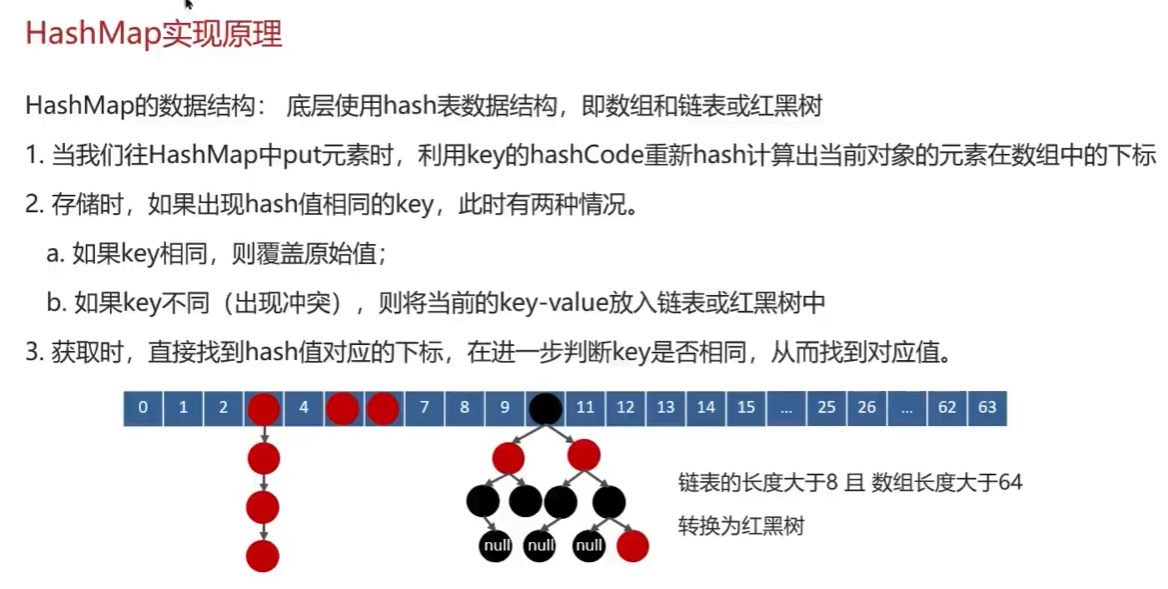 HashMap实现原理
HashMap的数据结构： 底层使用hash表数据结构，即数组和链表或红黑树
1. 当我们往HashMap中put元素时，利用key的hashCode重新hash计算出当前对象的元素在数组中的下标
2. 存储时，如果出现hash值相同的key，此时有两种情况。
a. 如果key相同，则覆盖原始值；
b. 如果key不同（出现冲突），则将当前的key-value放入链表或红黑树中
3. 获取时，直接找到hash值对应的下标，在进一步判断key是否相同，从而找到对应值。
0 1 2 4 7 8 9 11 12 13 14 15 ... 25 26 ... 62 63
链表的长度大于8 且 数组长度大于64
转换为红黑树
null null null